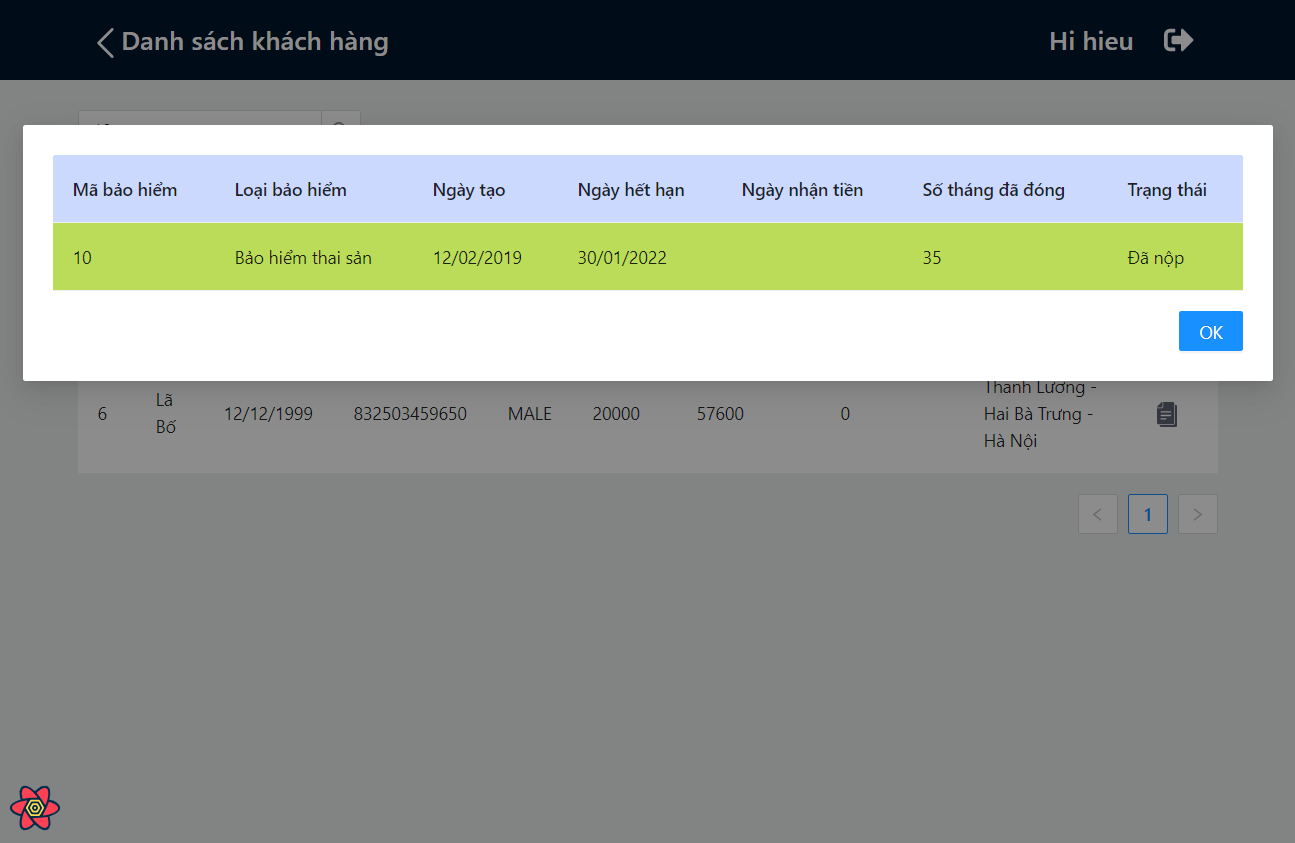 Danh sách khách hàng
Hi hieu
Mã bảo hiểm Loại bảo hiểm Ngày tạo Ngày hết hạn Ngày nhận tiền Số tháng đã đóng Trạng thái
10 Bảo hiểm thai sản 12/02/2019 30/01/2022 35 Đã nộp
OK
6 Lã Bố 12/12/1999 832503459650 MALE 20000 57600 0
Thanh Lương -
Hai Bà Trưng -
Hà Nội
1